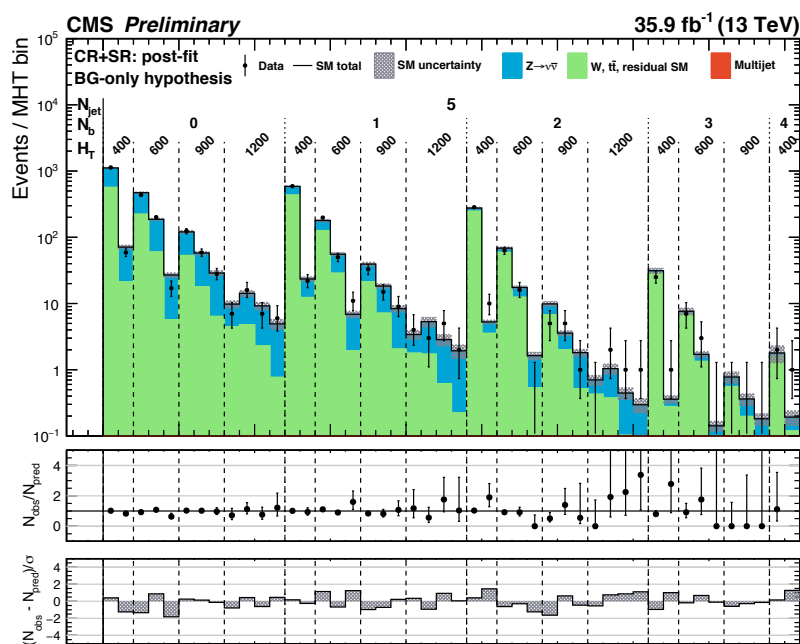 CMS Preliminary 35.9 fb⁻¹ (13 TeV)
CR+SR: post-fit
BG-only hypothesis
Data SM total SM uncertainty Z→νν̄ W, tt̄, residual SM Multijet
N_jet 5
N_b 0 1 2 3 4
H_T 400 600 900 1200 400 600 900 1200 400 600 900 1200 400 600 900 400
Events / MHT bin
10⁵
10⁴
10³
10²
10
1
10⁻¹
N_obs/N_pred
4
2
0
(N_obs - N_pred)/σ
4
2
0
−2
−4